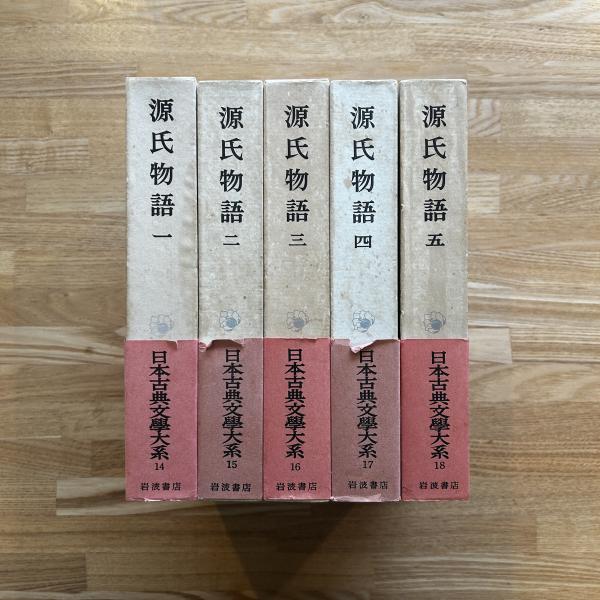 源氏物語 一
日本古典文學大系
14
岩波書店
源氏物語 二
日本古典文學大系
15
岩波書店
源氏物語 三
日本古典文學大系
16
岩波書店
源氏物語 四
日本古典文學大系
17
岩波書店
源氏物語 五
日本古典文學大系
18
岩波書店